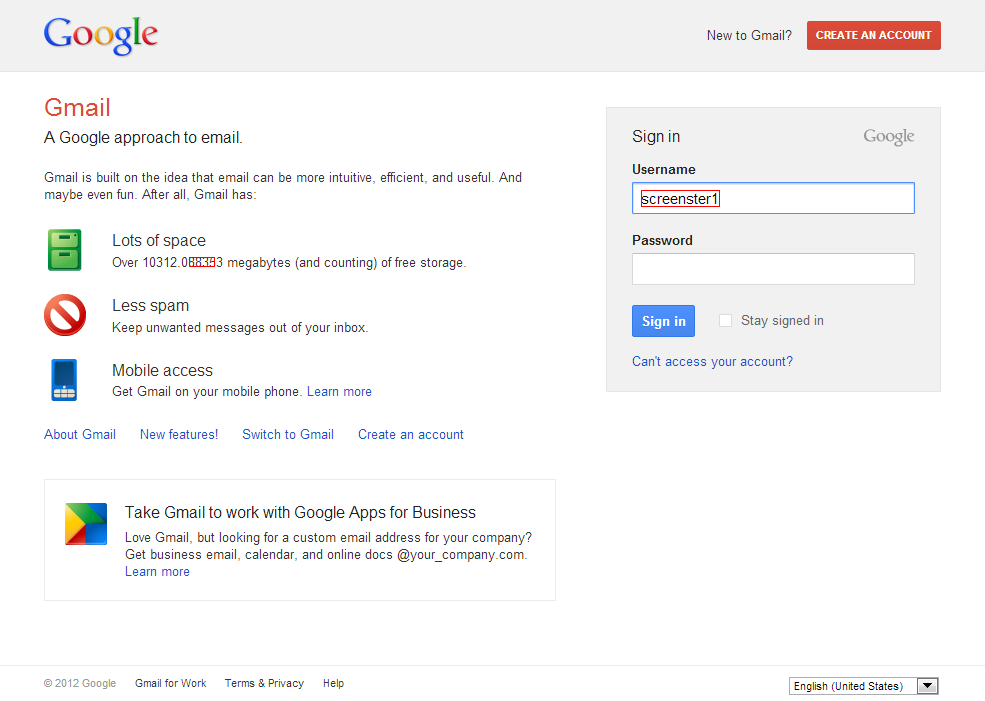 Google
New to Gmail? CREATE AN ACCOUNT
Gmail
A Google approach to email.
Gmail is built on the idea that email can be more intuitive, efficient, and useful. And
maybe even fun. After all, Gmail has:
Lots of space
Over megabytes (and counting) of free storage.
Less spam
Keep unwanted messages out of your inbox.
Mobile access
Get Gmail on your mobile phone. Learn more
About Gmail New features! Switch to Gmail Create an account
Take Gmail to work with Google Apps for Business
Love Gmail, but looking for a custom email address for your company?
Get business email, calendar, and online docs @your_company.com.
Learn more
Sign in Google
Username
screenster1
Password
Sign in Stay signed in
Can't access your account?
© 2012 Google Gmail for Work Terms & Privacy Help
English (United States)